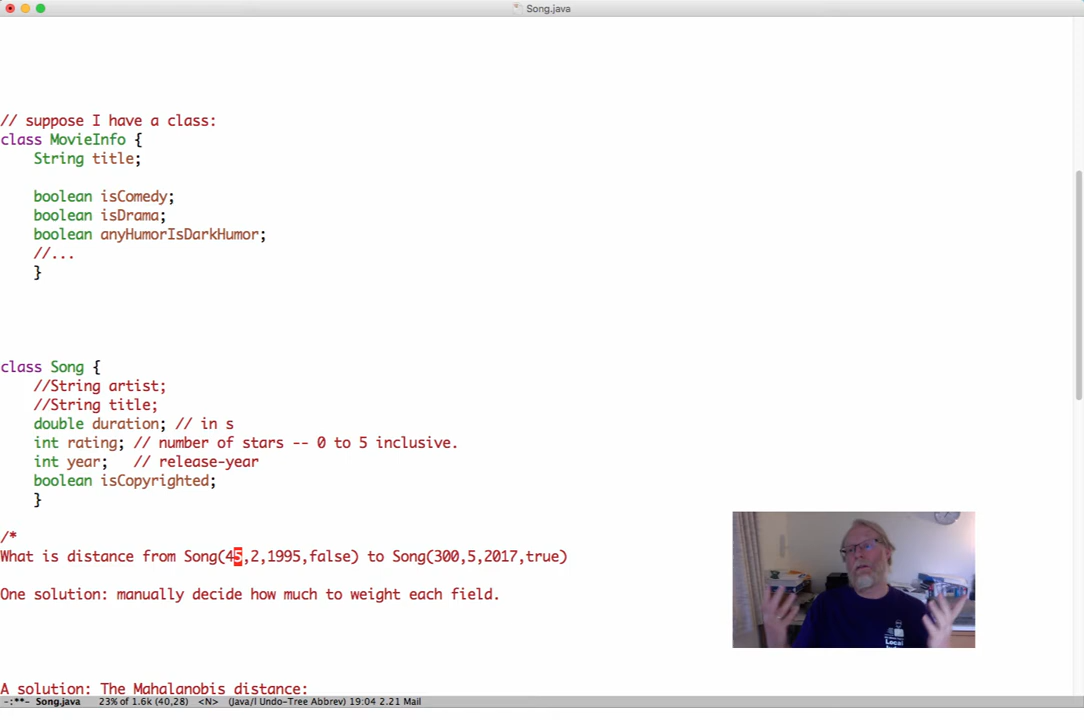 Song.java
// suppose I have a class:
class MovieInfo {
String title;
boolean isComedy;
boolean isDrama;
boolean anyHumorIsDarkHumor;
//...
}
class Song {
//String artist;
//String title;
double duration; // in s
int rating; // number of stars -- 0 to 5 inclusive.
int year; // release-year
boolean isCopyrighted;
}
/*
What is distance from Song(45,2,1995,false) to Song(300,5,2017,true)
One solution: manually decide how much to weight each field.
Local
A solution: The Mahalanobis distance:
-:**- Song.java 23% of 1.6k (40,28) <N> (Java/l Undo-Tree Abbrev) 19:04 2.21 Mail